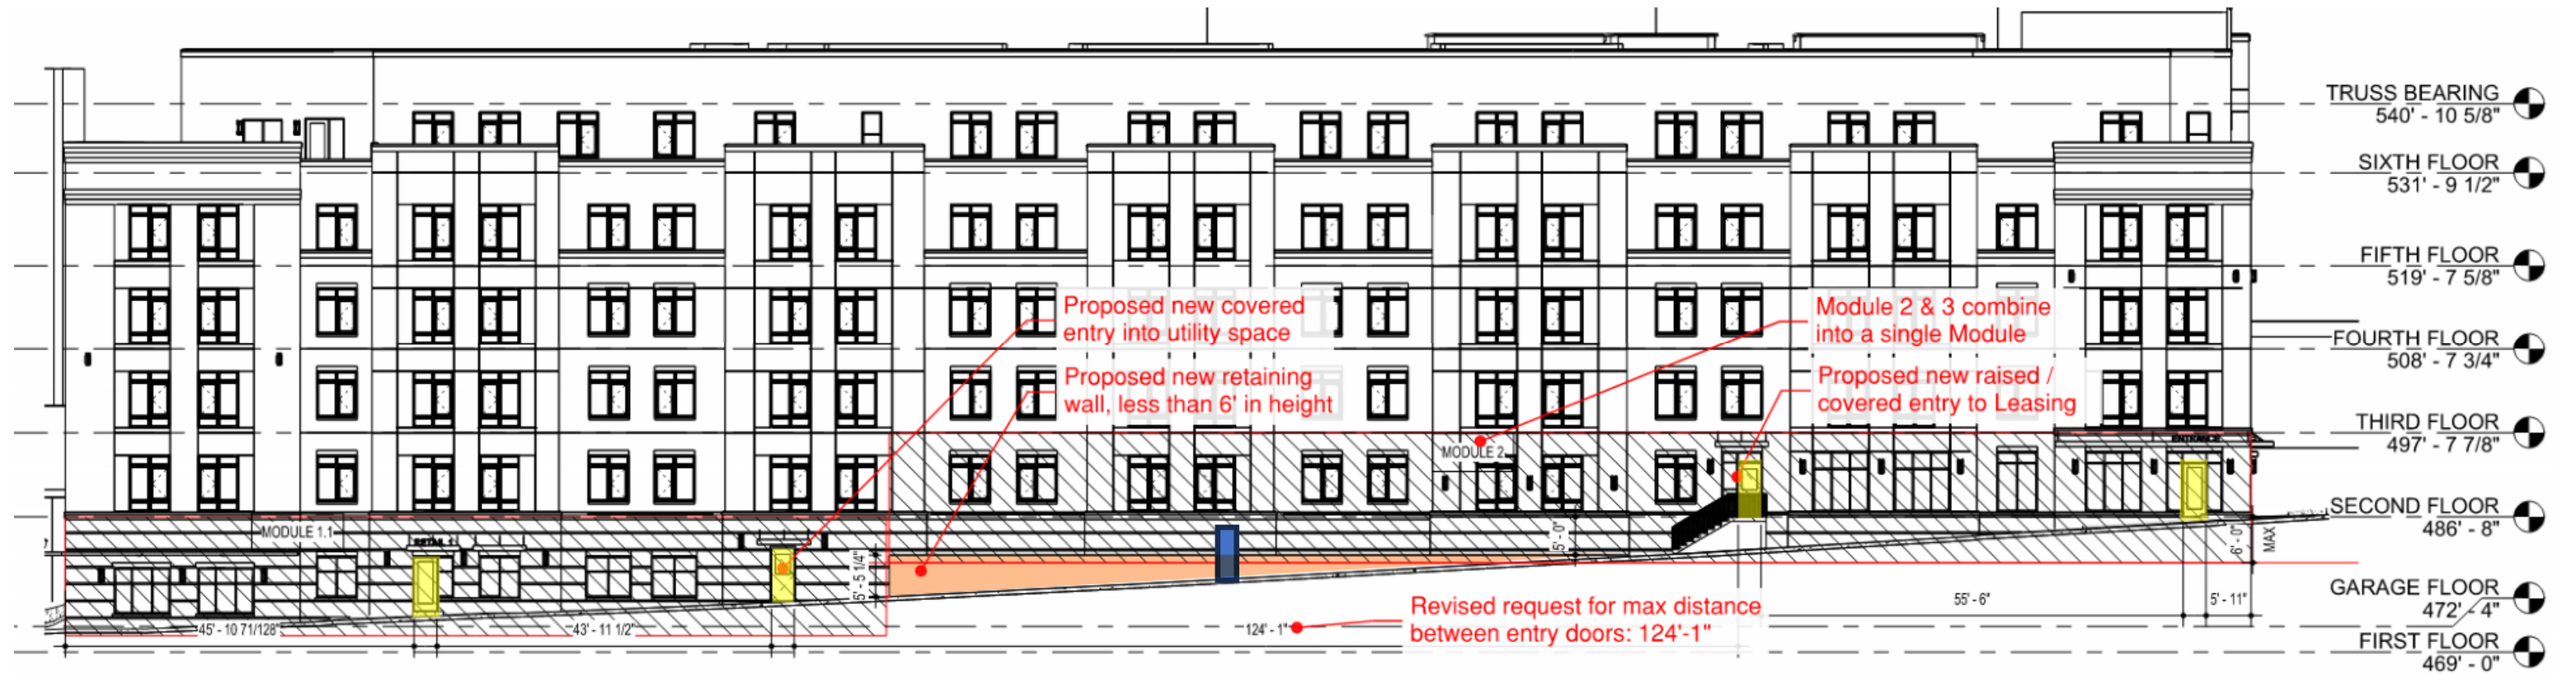 TRUSS BEARING
540' - 10 5/8"
SIXTH FLOOR
531' - 9 1/2"
FIFTH FLOOR
519' - 7 5/8"
Proposed new covered
entry into utility space
Module 2 & 3 combine
into a single Module
FOURTH FLOOR
508' - 7 3/4"
Proposed new retaining
wall, less than 6' in height
Proposed new raised /
covered entry to Leasing
THIRD FLOOR
497' - 7 7/8"
ENTRANCE
MODULE 2
SECOND FLOOR
486' - 8"
MODULE 1.1
RETAIL 1
5' - 0"
6' - 0"
MAX
5' - 5 1/4"
GARAGE FLOOR
472' - 4"
55' - 6"
5' - 11"
Revised request for max distance
between entry doors: 124'-1"
45' - 10 71/128"
43' - 11 1/2"
124' - 1"
FIRST FLOOR
469' - 0"